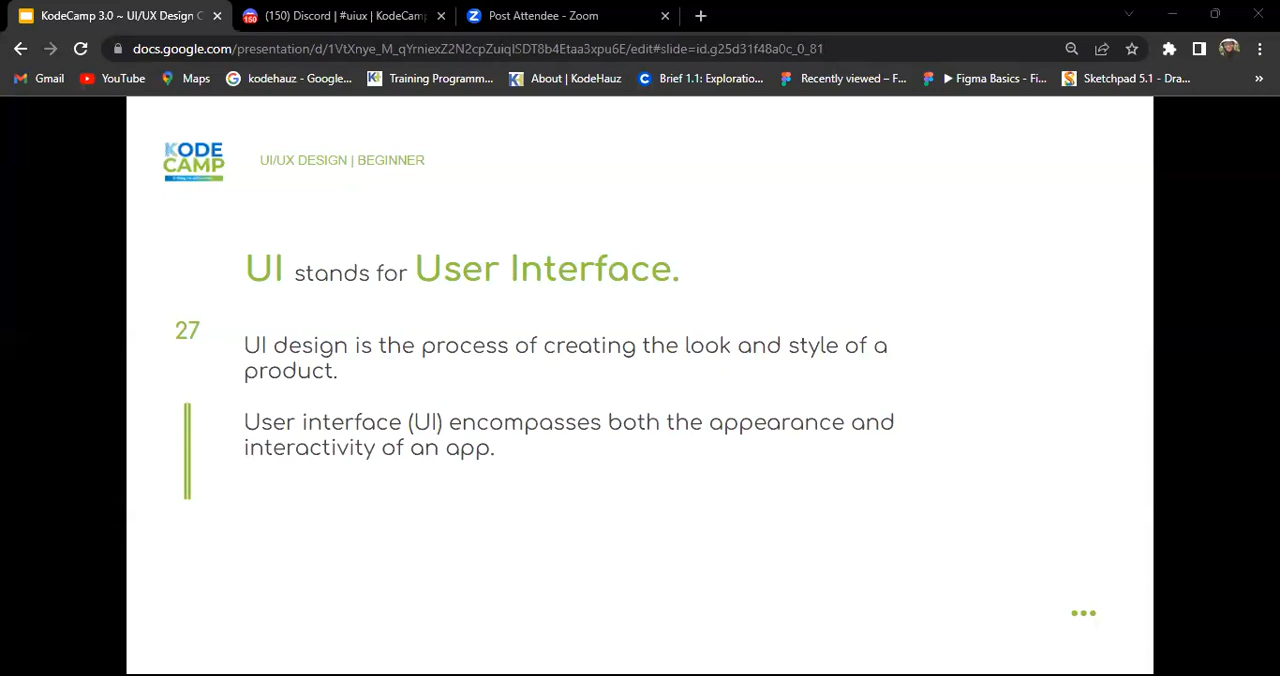 KodeCamp 3.0 ~ UI/UX Design C
(150) Discord | #uiux | KodeCamp
Post Attendee - Zoom
docs.google.com/presentation/d/1VtXnye_M_qYrniexZ2N2cpZuiqISDT8b4Etaa3xpu6E/edit#slide=id.g25d31f48a0c_0_81
Gmail
YouTube
Maps
kodehauz - Google...
Training Programm...
About | KodeHauz
Brief 1.1: Exploratio...
Recently viewed – F...
▶ Figma Basics - Fi...
Sketchpad 5.1 - Dra...
»
KODE
CAMP
UI/UX DESIGN | BEGINNER
UI stands for User Interface.
27
UI design is the process of creating the look and style of a
product.
User interface (UI) encompasses both the appearance and
interactivity of an app.